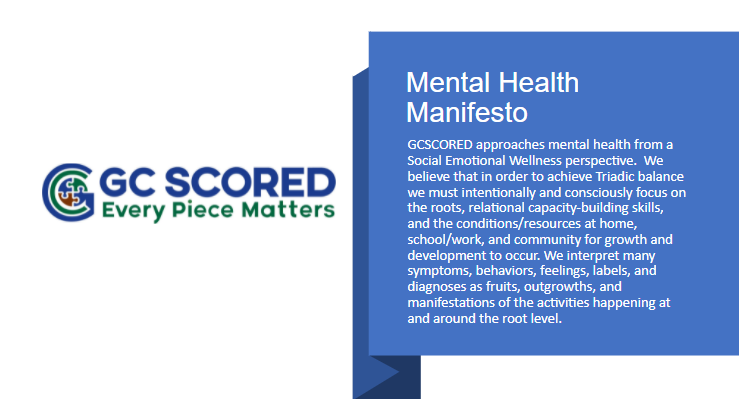 GC SCORED
Every Piece Matters
Mental Health
Manifesto
GCSCORED approaches mental health from a
Social Emotional Wellness perspective.  We
believe that in order to achieve Triadic balance
we must intentionally and consciously focus on
the roots, relational capacity-building skills,
and the conditions/resources at home,
school/work, and community for growth and
development to occur. We interpret many
symptoms, behaviors, feelings, labels, and
diagnoses as fruits, outgrowths, and
manifestations of the activities happening at
and around the root level.